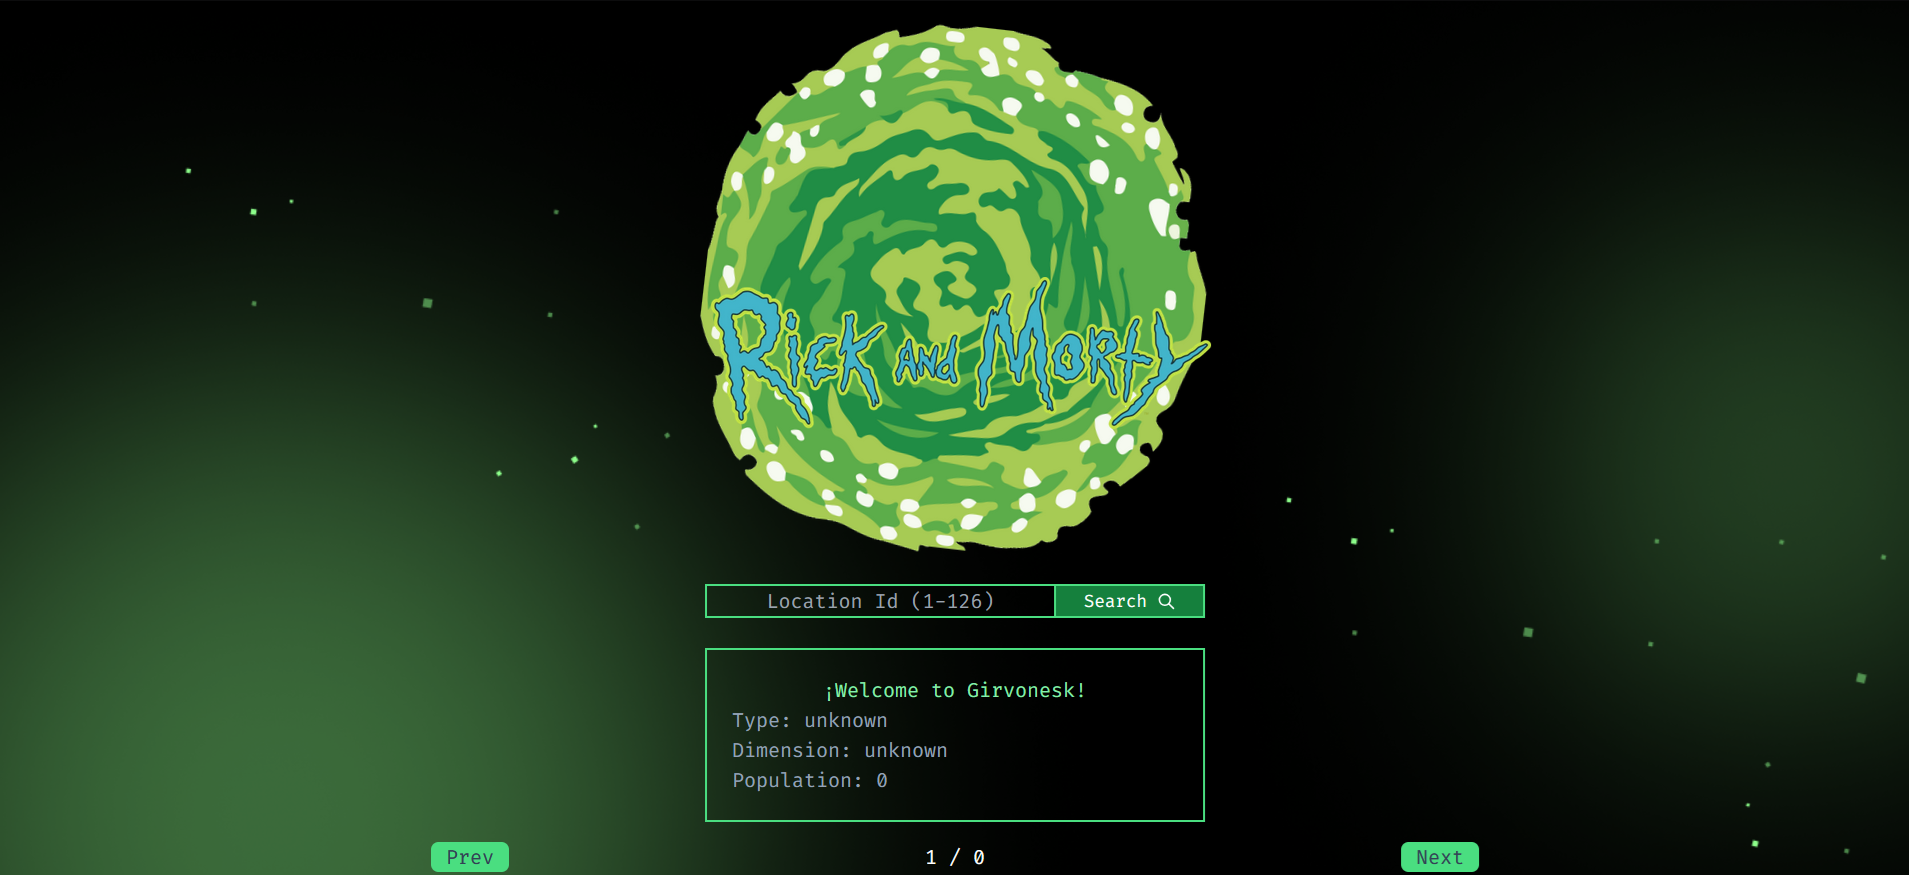 Rick and Morty
Location Id (1-126)
Search
¡Welcome to Girvonesk!
Type: unknown
Dimension: unknown
Population: 0
Prev
1 / 0
Next